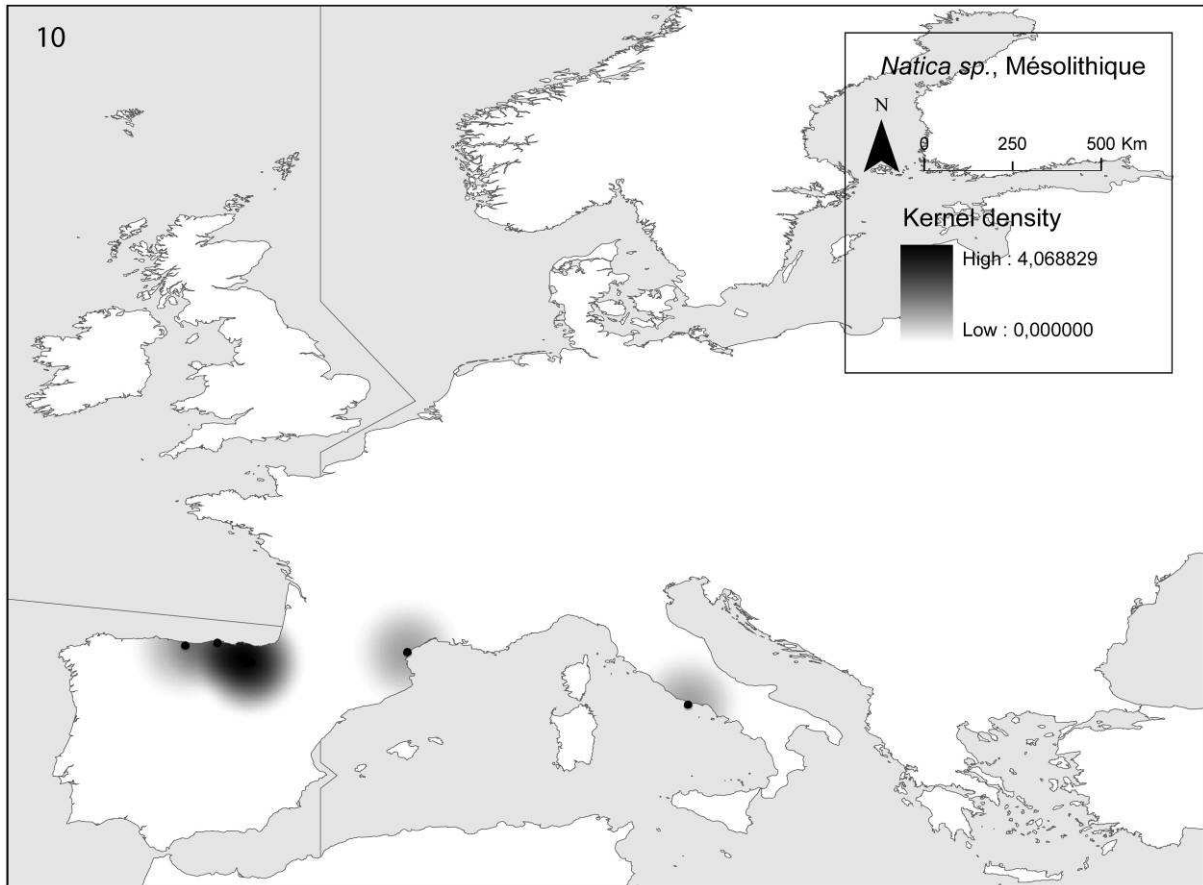 10
Natica sp., Mésolithique
N
0 250 500 Km
Kernel density
High : 4,068829
Low : 0,000000